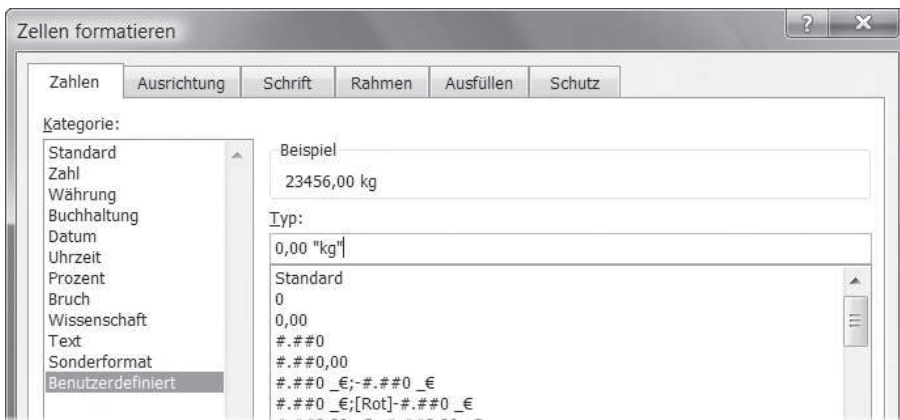 Zellen formatieren
Zahlen Ausrichtung Schrift Rahmen Ausfüllen Schutz
Kategorie:
Standard
Zahl
Währung
Buchhaltung
Datum
Uhrzeit
Prozent
Bruch
Wissenschaft
Text
Sonderformat
Benutzerdefiniert
Beispiel
23456,00 kg
Typ:
0,00 "kg"
Standard
0
0,00
#.##0
#.##0,00
#.##0 _€;-#.##0 _€
#.##0 _€;[Rot]-#.##0 _€